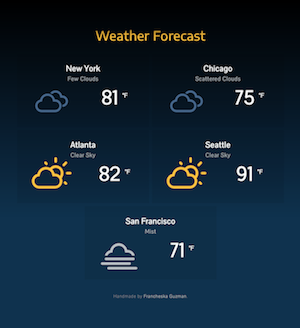 Weather Forecast
New York
Few Clouds
81 °F
Chicago
Scattered Clouds
75 °F
Atlanta
Clear Sky
82 °F
Seattle
Clear Sky
91 °F
San Francisco
Mist
71 °F
Handmade by Francheska Guzman